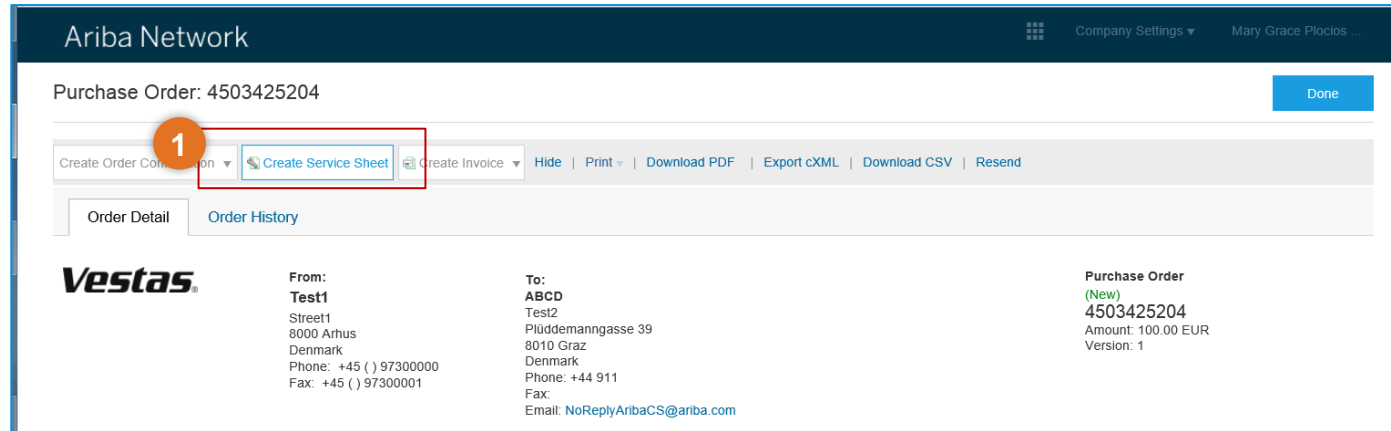 Ariba Network
Company Settings
Mary Grace Plocios ...
Purchase Order: 4503425204
Done
1
Create Order Con on Create Service Sheet Create Invoice Hide | Print | Download PDF | Export cXML | Download CSV | Resend
Order Detail
Order History
Vestas®
From:
Test1
Street1
8000 Arhus
Denmark
Phone: +45 ( ) 97300000
Fax: +45 ( ) 97300001
To:
ABCD
Test2
Plüddemanngasse 39
8010 Graz
Denmark
Phone: +44 911
Fax:
Email: NoReplyAribaCS@ariba.com
Purchase Order
(New)
4503425204
Amount: 100.00 EUR
Version: 1